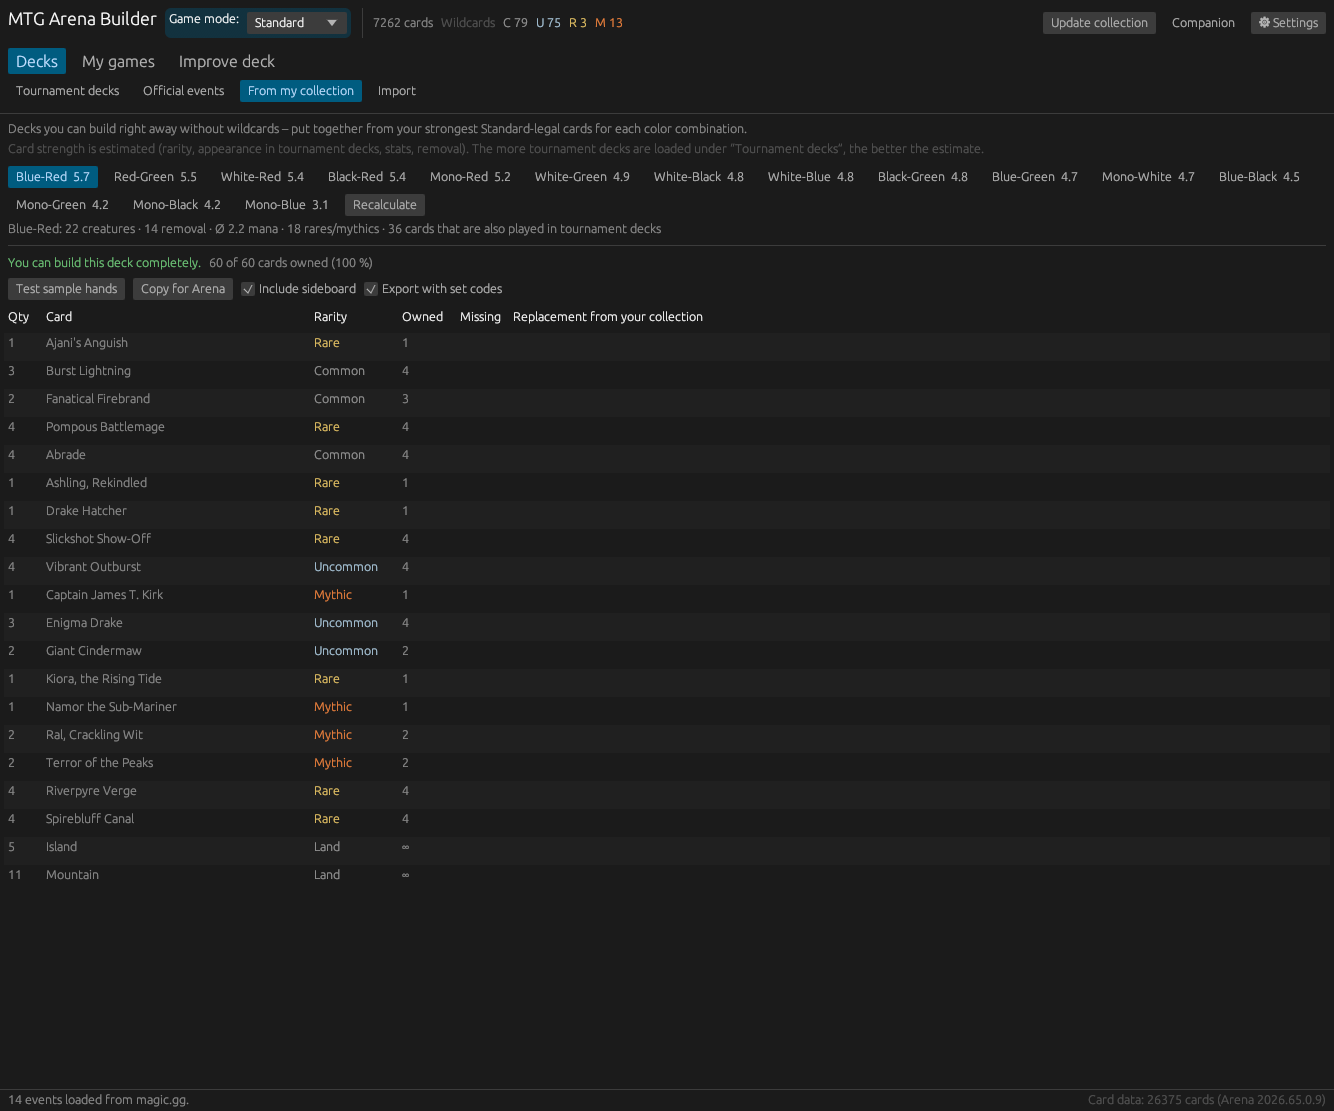 MTG Arena Builder Game mode: Standard 7262 cards Wildcards C 79 U 75 R 3 M 13 Update collection Companion Settings
Decks My games Improve deck
Tournament decks Official events From my collection Import
Decks you can build right away without wildcards – put together from your strongest Standard-legal cards for each color combination.
Card strength is estimated (rarity, appearance in tournament decks, stats, removal). The more tournament decks are loaded under "Tournament decks", the better the estimate.
Blue-Red 5.7 Red-Green 5.5 White-Red 5.4 Black-Red 5.4 Mono-Red 5.2 White-Green 4.9 White-Black 4.8 White-Blue 4.8 Black-Green 4.8 Blue-Green 4.7 Mono-White 4.7 Blue-Black 4.5
Mono-Green 4.2 Mono-Black 4.2 Mono-Blue 3.1 Recalculate
Blue-Red: 22 creatures · 14 removal · Ø 2.2 mana · 18 rares/mythics · 36 cards that are also played in tournament decks
You can build this deck completely. 60 of 60 cards owned (100 %)
Test sample hands Copy for Arena Include sideboard Export with set codes
Qty Card Rarity Owned Missing Replacement from your collection
1 Ajani's Anguish Rare 1
3 Burst Lightning Common 4
2 Fanatical Firebrand Common 3
4 Pompous Battlemage Rare 4
4 Abrade Common 4
1 Ashling, Rekindled Rare 1
1 Drake Hatcher Rare 1
4 Slickshot Show-Off Rare 4
4 Vibrant Outburst Uncommon 4
1 Captain James T. Kirk Mythic 1
3 Enigma Drake Uncommon 4
2 Giant Cindermaw Uncommon 2
1 Kiora, the Rising Tide Rare 1
1 Namor the Sub-Mariner Mythic 1
2 Ral, Crackling Wit Mythic 2
2 Terror of the Peaks Mythic 2
4 Riverpyre Verge Rare 4
4 Spirebluff Canal Rare 4
5 Island Land ∞
11 Mountain Land ∞
14 events loaded from magic.gg. Card data: 26375 cards (Arena 2026.65.0.9)